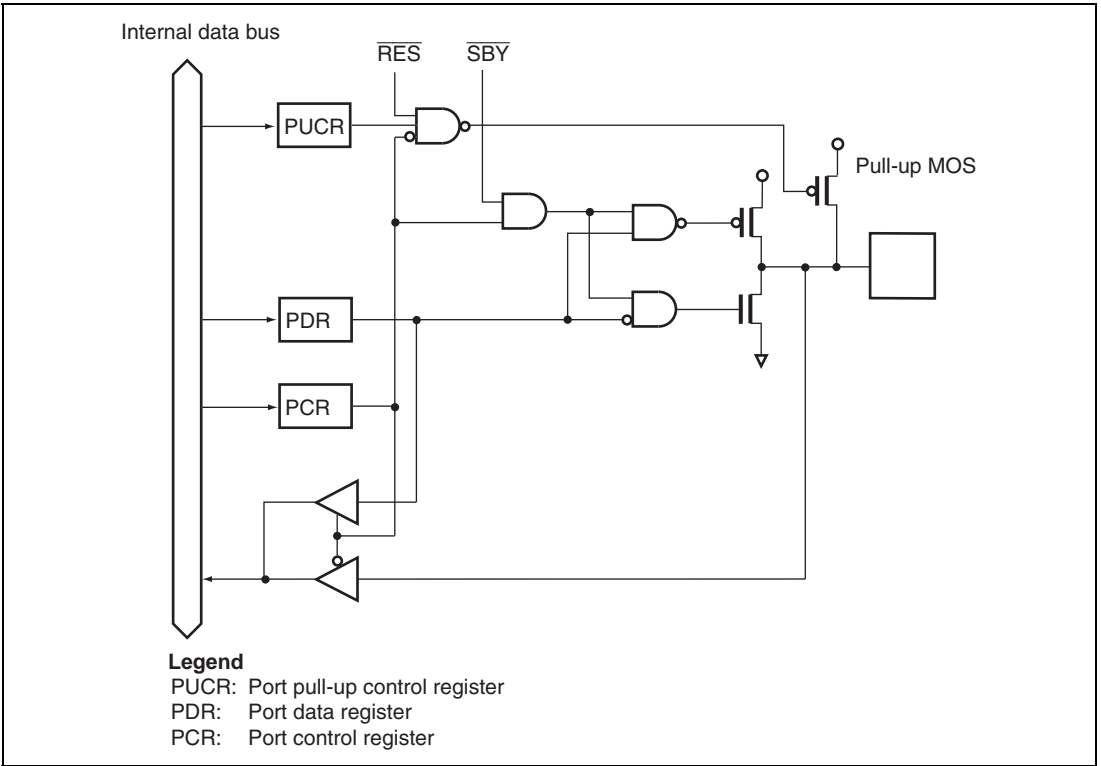 Internal data bus
RES
SBY
PUCR
Pull-up MOS
PDR
PCR
Legend
PUCR: Port pull-up control register
PDR: Port data register
PCR: Port control register